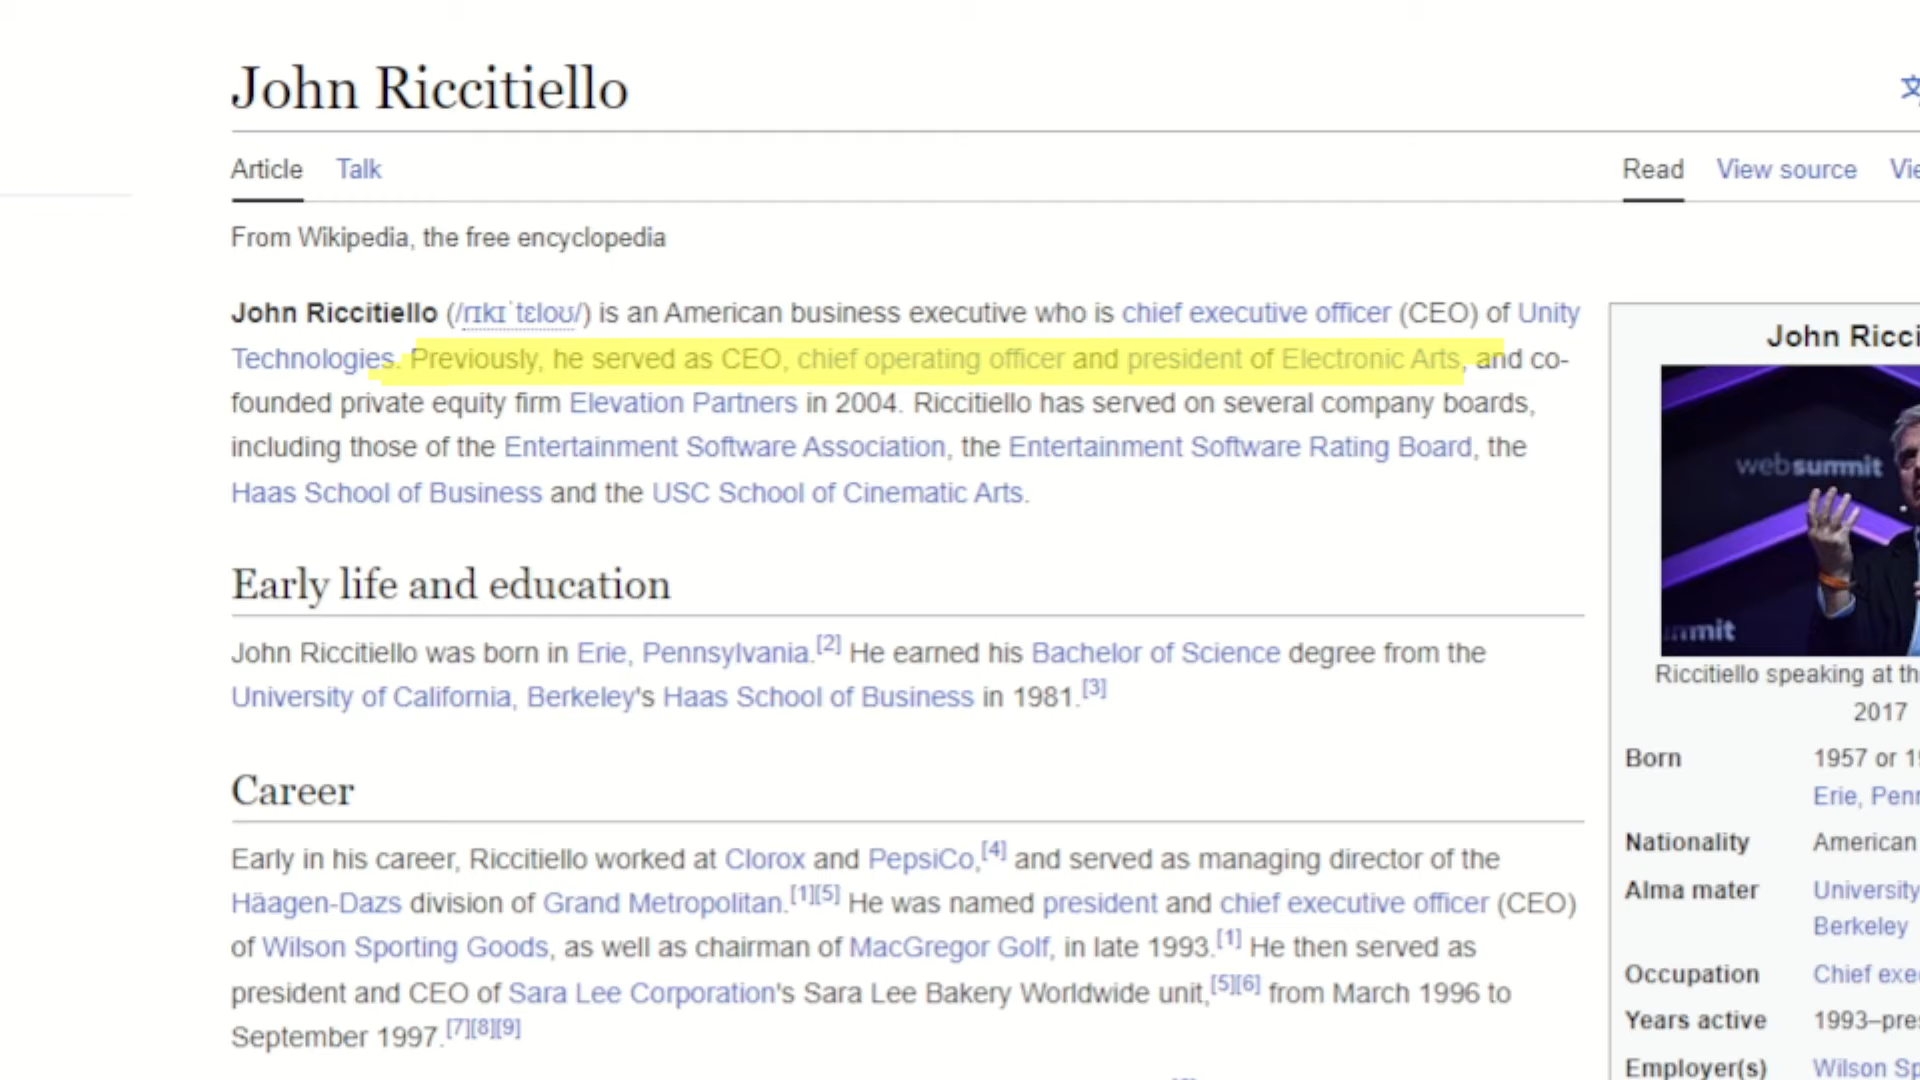 John Riccitiello
Article Talk
Read View source
From Wikipedia, the free encyclopedia
John Riccitiello (/rɪkɪˈtɛloʊ/) is an American business executive who is chief executive officer (CEO) of Unity
Technologies. Previously, he served as CEO, chief operating officer and president of Electronic Arts, and co-
founded private equity firm Elevation Partners in 2004. Riccitiello has served on several company boards,
including those of the Entertainment Software Association, the Entertainment Software Rating Board, the
Haas School of Business and the USC School of Cinematic Arts.
Early life and education
John Riccitiello was born in Erie, Pennsylvania.[2] He earned his Bachelor of Science degree from the
University of California, Berkeley's Haas School of Business in 1981.[3]
Career
Early in his career, Riccitiello worked at Clorox and PepsiCo,[4] and served as managing director of the
Häagen-Dazs division of Grand Metropolitan.[1][5] He was named president and chief executive officer (CEO)
of Wilson Sporting Goods, as well as chairman of MacGregor Golf, in late 1993.[1] He then served as
president and CEO of Sara Lee Corporation's Sara Lee Bakery Worldwide unit,[5][6] from March 1996 to
September 1997.[7][8][9]
John
websummit
Riccitiello speaking at
2017
Born 1957 or
Erie,
Nationality American
Alma mater University
Berkeley
Occupation Chief
Years active
Employer(s) Wilson